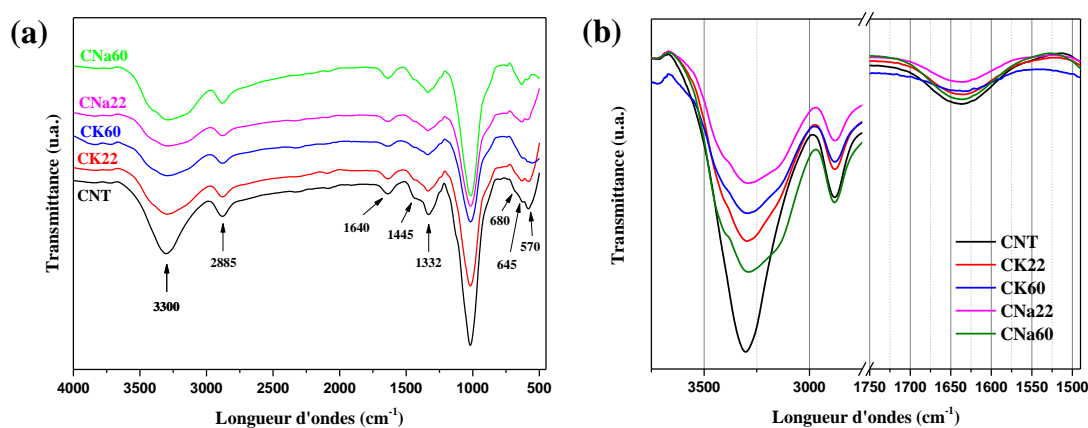 (a)
Transmittance (u.a.)
CNa60
CNa22
CK60
CK22
CNT
3300
2885
1640
1445
1332
680
645
570
4000 3500 3000 2500 2000 1500 1000 500
Longueur d'ondes (cm-1)
(b)
Transmittance (u.a.)
CNT
CK22
CK60
CNa22
CNa60
3500 3000 1750 1700 1650 1600 1550 1500
Longueur d'ondes (cm-1)